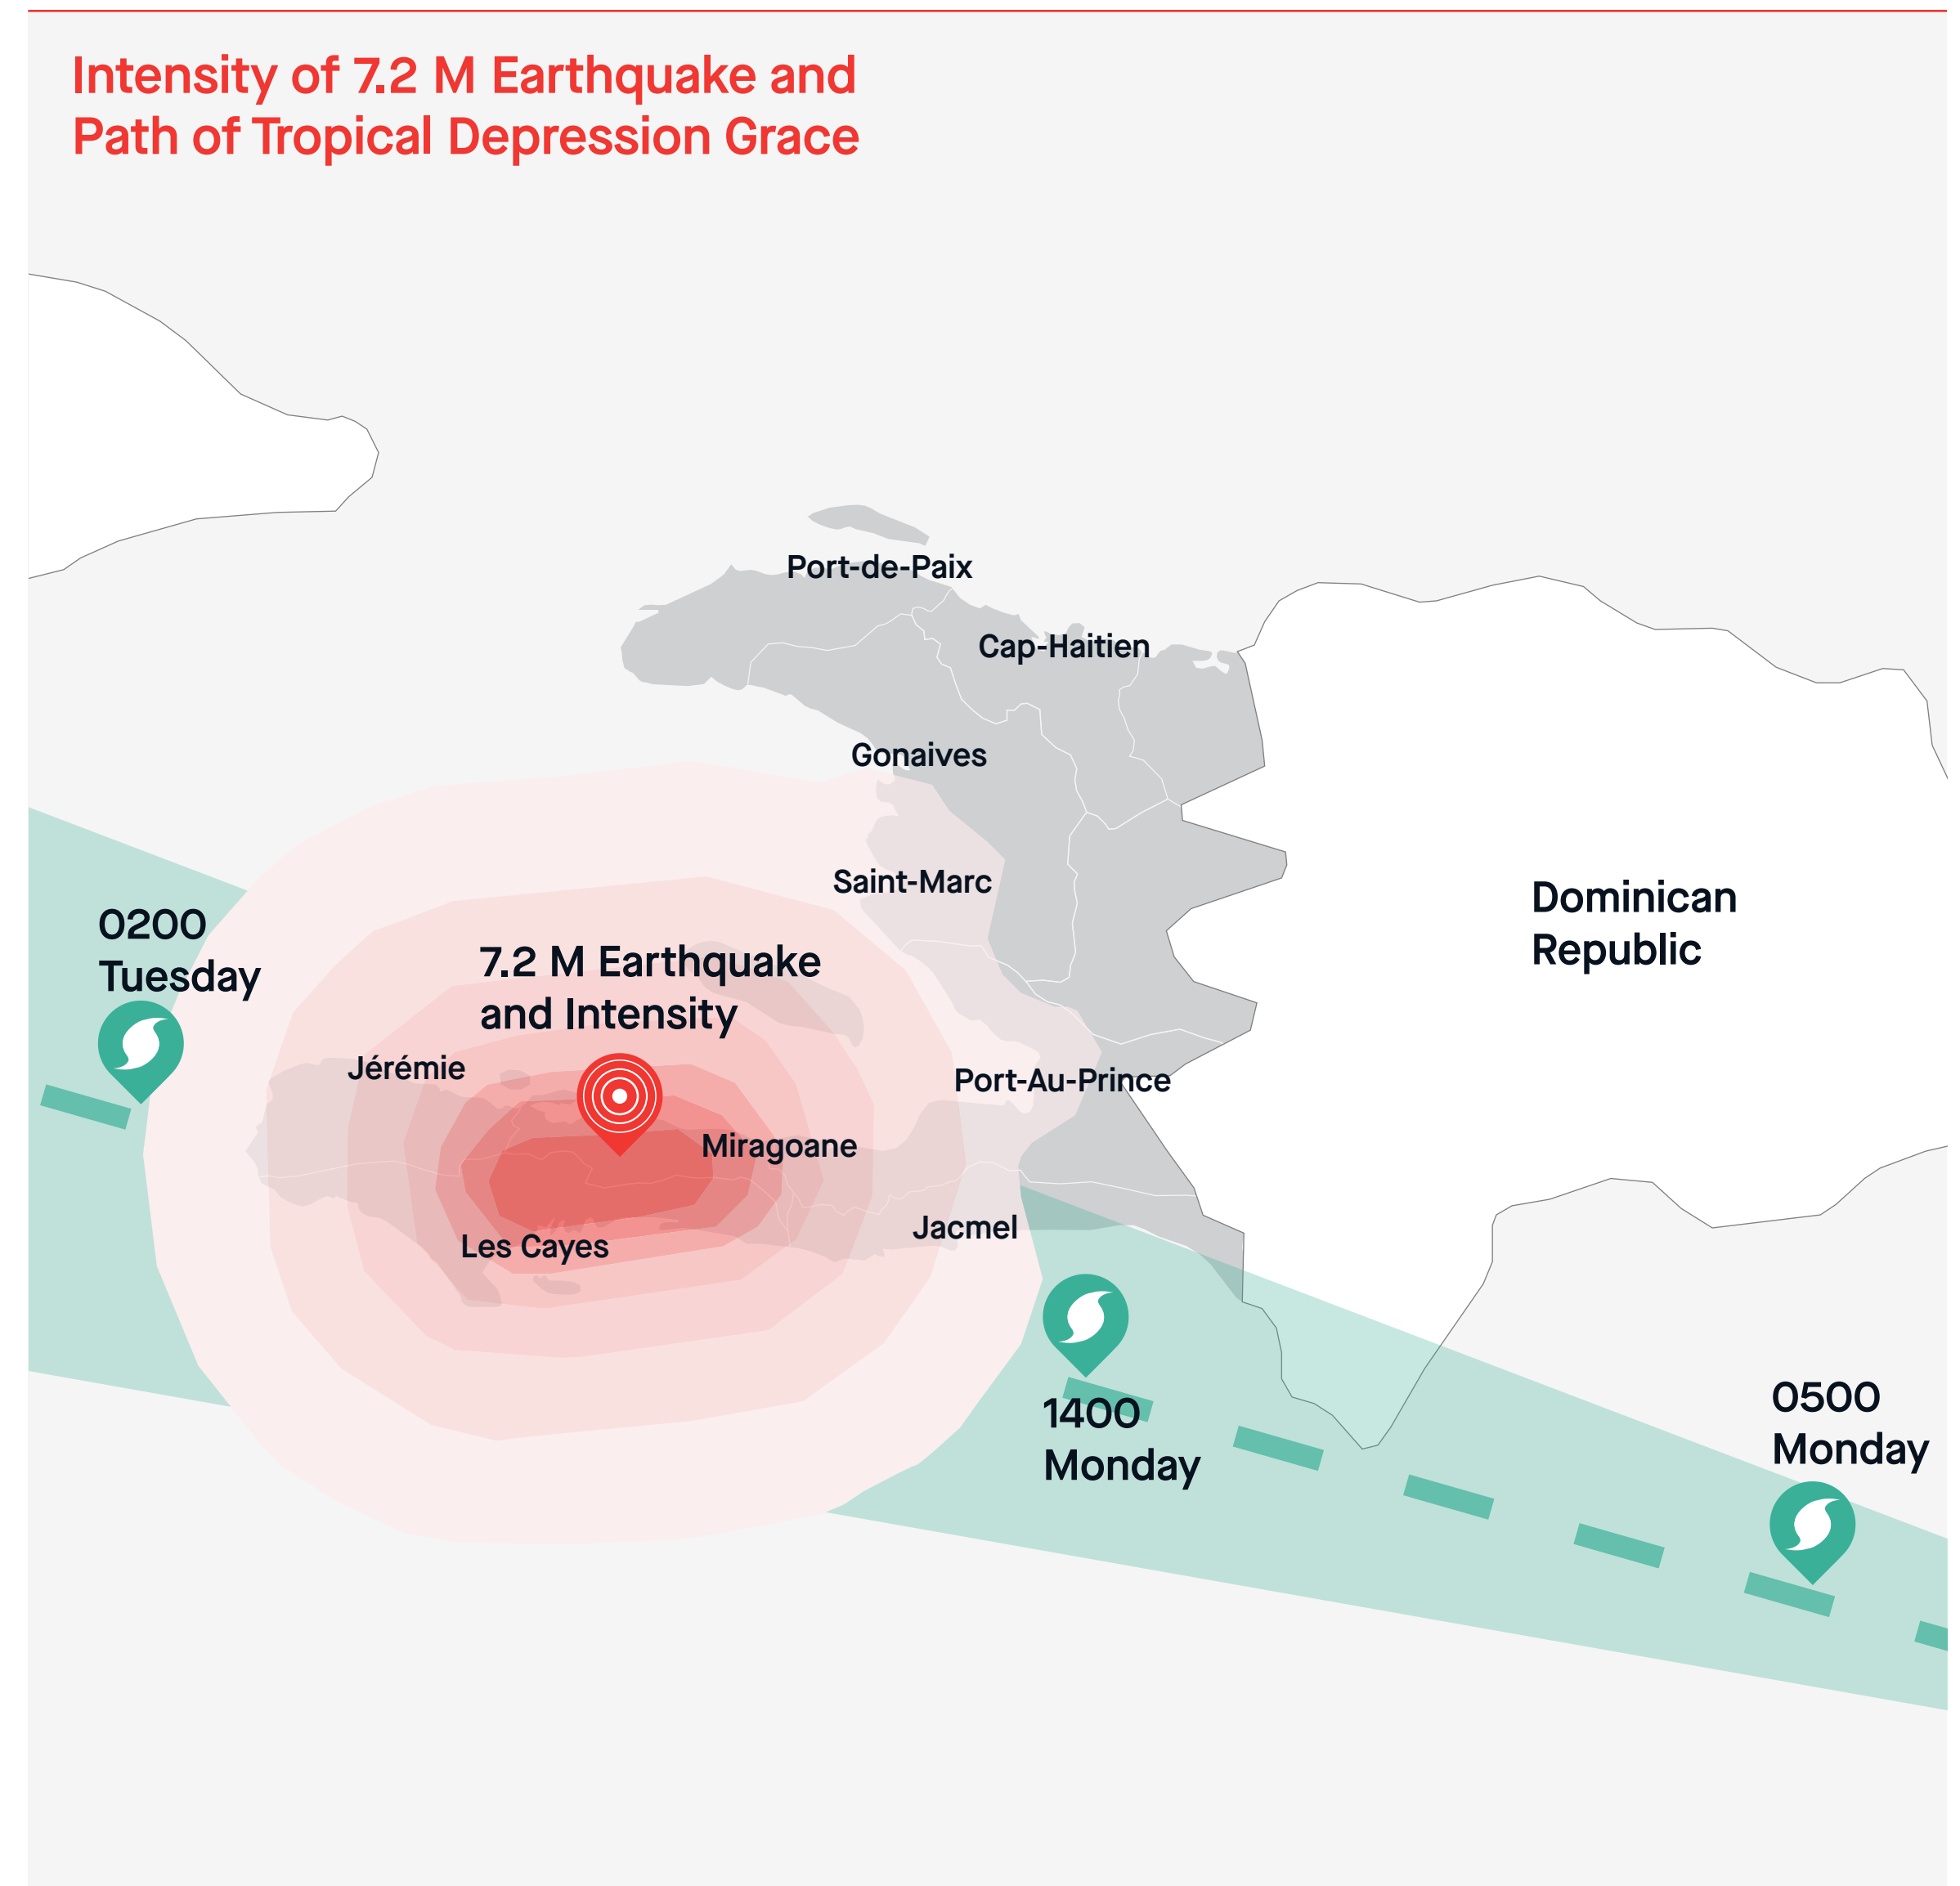 Intensity of 7.2 M Earthquake and
Path of Tropical Depression Grace
Port-de-Paix
Cap-Haitien
Gonaives
Saint-Marc
Dominican
Republic
0200
Tuesday
7.2 M Earthquake
and Intensity
Jérémie
Port-Au-Prince
Miragoane
Jacmel
Les Cayes
1400
Monday
0500
Monday